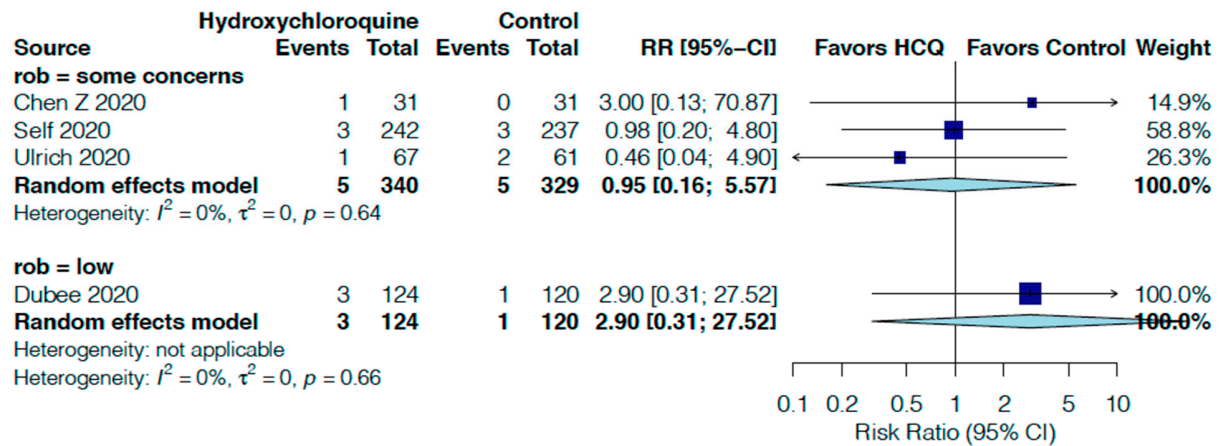 Hydroxychloroquine Control
Source Events Total Events Total RR [95%−CI] Favors HCQ Favors Control Weight
rob = some concerns
Chen Z 2020 1 31 0 31 3.00 [0.13; 70.87] 14.9%
Self 2020 3 242 3 237 0.98 [0.20; 4.80] 58.8%
Ulrich 2020 1 67 2 61 0.46 [0.04; 4.90] 26.3%
Random effects model 5 340 5 329 0.95 [0.16; 5.57] 100.0%
Heterogeneity: I² = 0%, τ² = 0, p = 0.64
rob = low
Dubee 2020 3 124 1 120 2.90 [0.31; 27.52] 100.0%
Random effects model 3 124 1 120 2.90 [0.31; 27.52] 100.0%
Heterogeneity: not applicable
Heterogeneity: I² = 0%, τ² = 0, p = 0.66
0.1 0.2 0.5 1 2 5 10
Risk Ratio (95% CI)